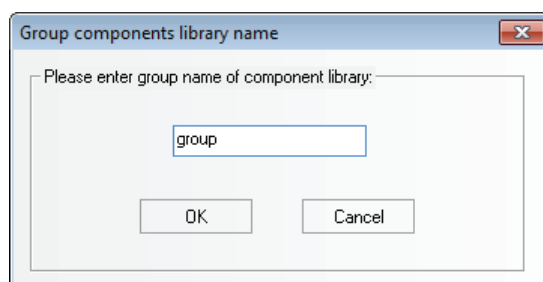 Group components library name
Please enter group name of component library:
group
OK Cancel